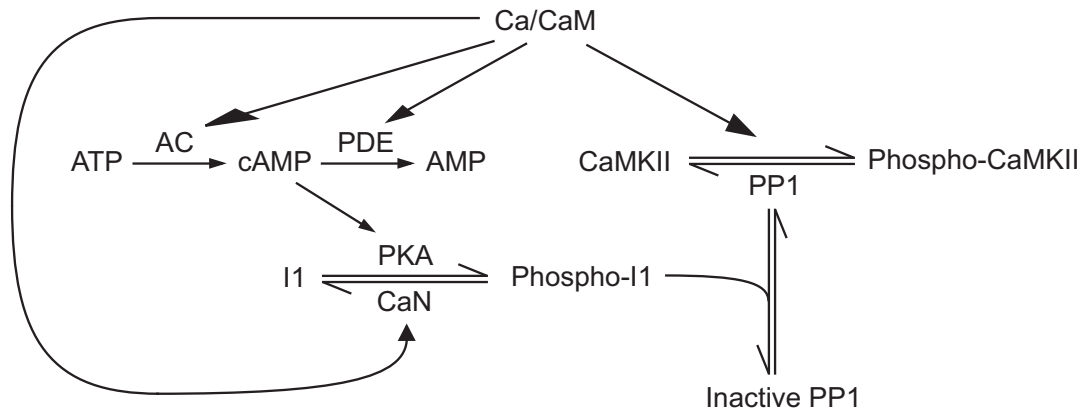 Ca/CaM
AC
PDE
ATP
cAMP
AMP
CaMKII
Phospho-CaMKII
PP1
PKA
I1
Phospho-I1
CaN
Inactive PP1